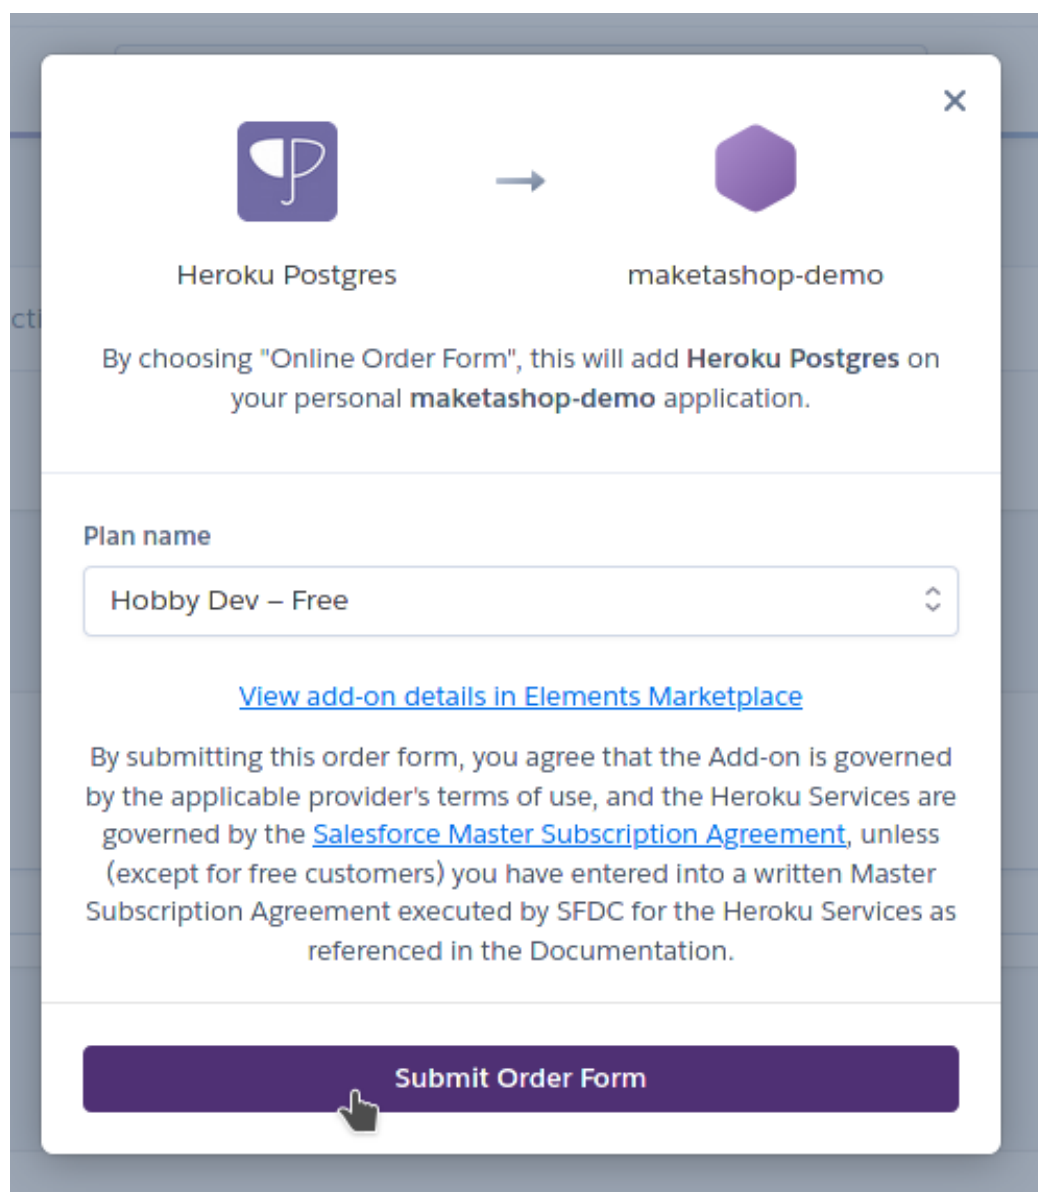 Heroku Postgres
maketashop-demo
cti
By choosing "Online Order Form", this will add Heroku Postgres on
your personal maketashop-demo application.
Plan name
Hobby Dev – Free
View add-on details in Elements Marketplace
By submitting this order form, you agree that the Add-on is governed
by the applicable provider's terms of use, and the Heroku Services are
governed by the Salesforce Master Subscription Agreement, unless
(except for free customers) you have entered into a written Master
Subscription Agreement executed by SFDC for the Heroku Services as
referenced in the Documentation.
Submit Order Form